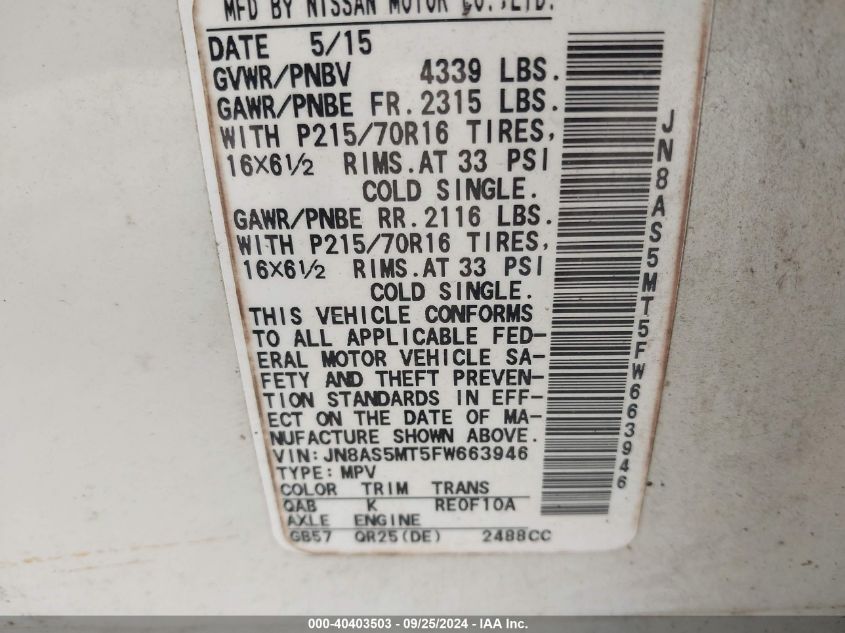 MFD BY NISSAN MOTOR CO.,LTD.
DATE 5/15
GVWR/PNBV 4339 LBS.
GAWR/PNBE FR. 2315 LBS.
WITH P215/70R16 TIRES,
16X6½ RIMS. AT 33 PSI
COLD SINGLE.
GAWR/PNBE RR. 2116 LBS.
WITH P215/70R16 TIRES,
16X6½ RIMS. AT 33 PSI
COLD SINGLE.
THIS VEHICLE CONFORMS
TO ALL APPLICABLE FED-
ERAL MOTOR VEHICLE SA-
FETY AND THEFT PREVEN-
TION STANDARDS IN EFF-
ECT ON THE DATE OF MA-
NUFACTURE SHOWN ABOVE.
VIN: JN8AS5MT5FW663946
TYPE: MPV
COLOR TRIM TRANS
QAB K RE0F10A
AXLE ENGINE
GB57 QR25(DE) 2488CC
JN8AS5MT5FW663946
000-40403503 - 09/25/2024 - IAAI.com